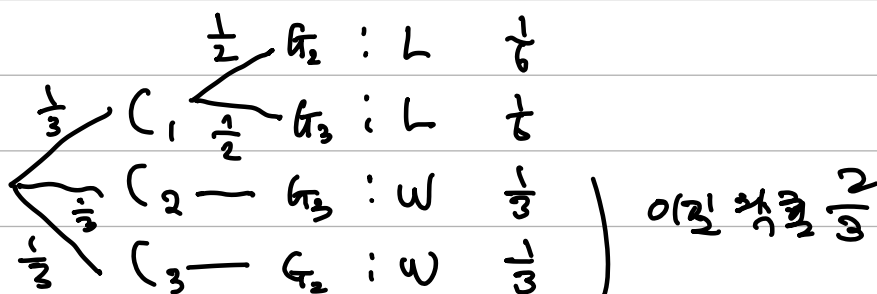 1/2 G₂ : L 1/6
1/3 C₁ 1/2 G₃ : L 1/6
1/3 C₂ — G₃ : W 1/3
1/3 C₃ — G₂ : W 1/3
이길 확률 2/3